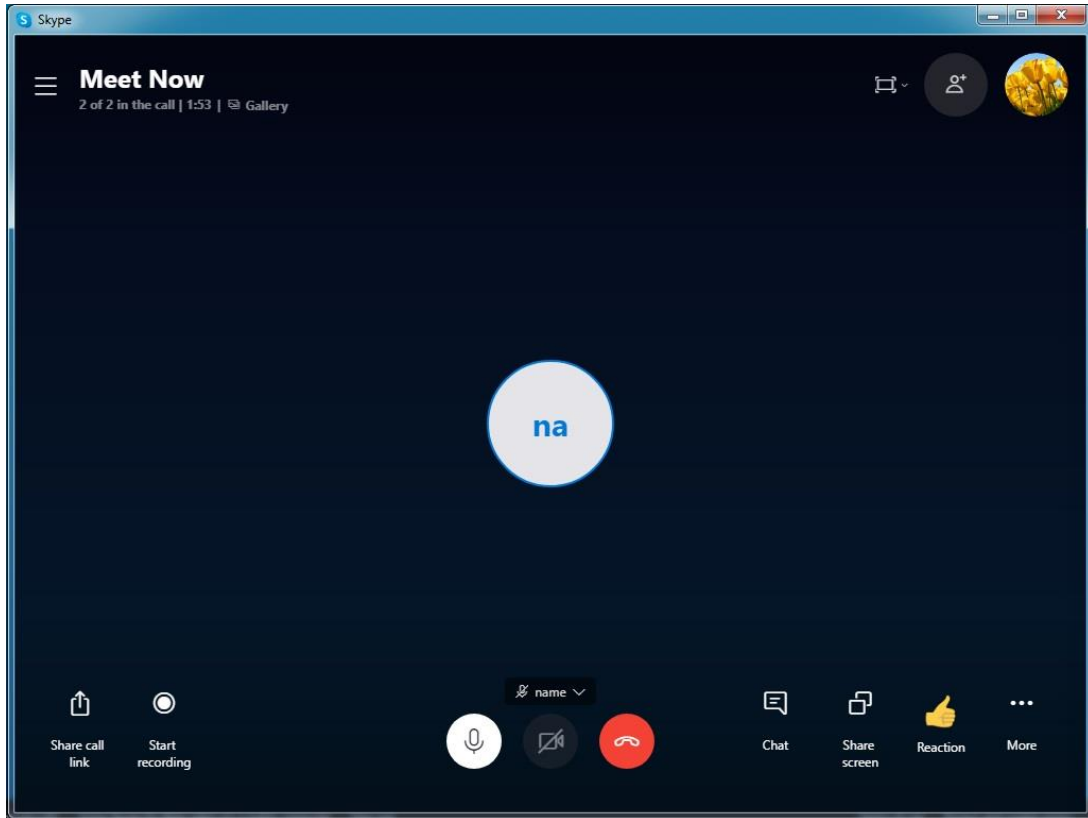 Skype
Meet Now
2 of 2 in the call | 1:53 | Gallery
na
name
Share call
link
Start
recording
Chat
Share
screen
Reaction
More